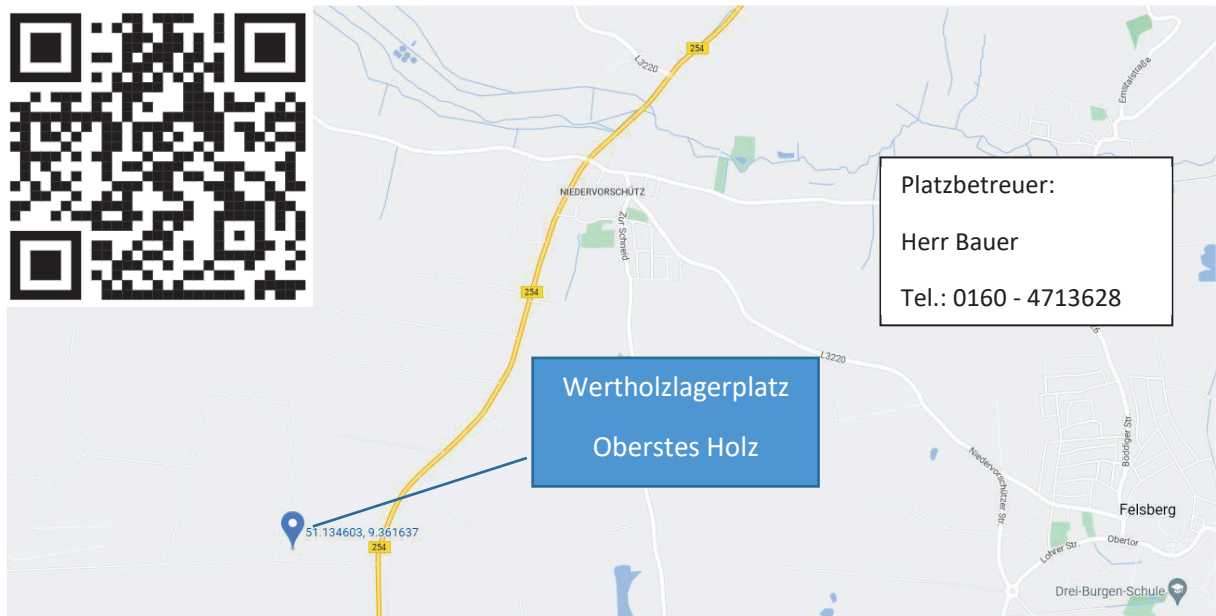 254
L3220
Emstalstraße
NIEDERVORSCHÜTZ
Zur Schneid
Platzbetreuer:
Herr Bauer
Tel.: 0160 - 4713628
254
L3220
Wertholzlagerplatz
Oberstes Holz
Böddiger Str.
Niedervorschützer Str.
Felsberg
51.134603, 9.361637
254
Obertor
Lohrer Str.
Drei-Burgen-Schule